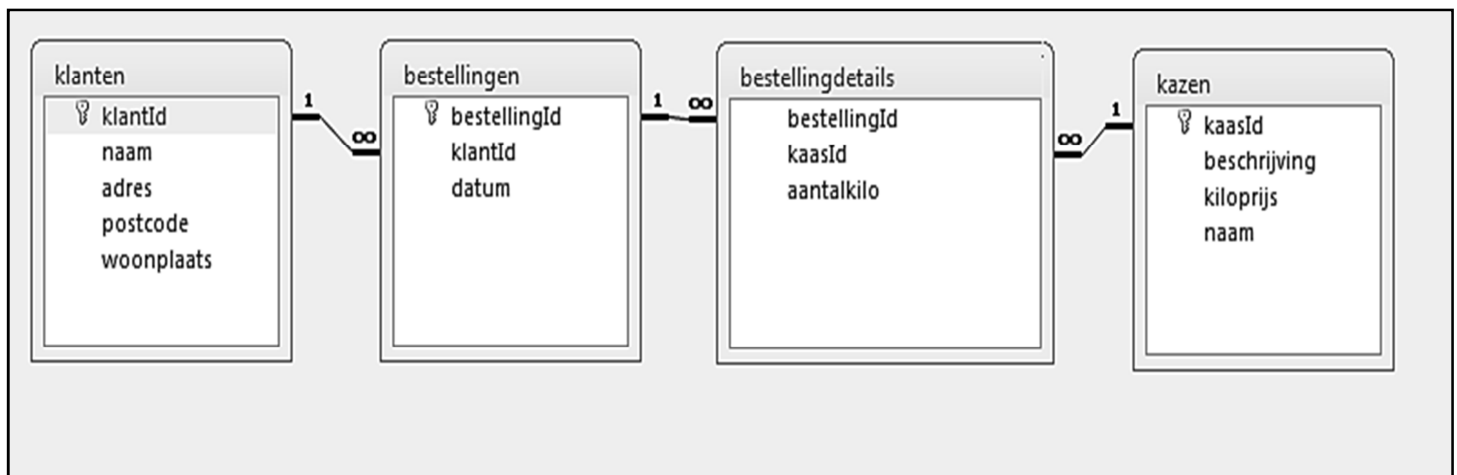 klanten
klantId
naam
adres
postcode
woonplaats
1
∞
bestellingen
bestellingId
klantId
datum
1
∞
bestellingdetails
bestellingId
kaasId
aantalkilo
∞
1
kazen
kaasId
beschrijving
kiloprijs
naam